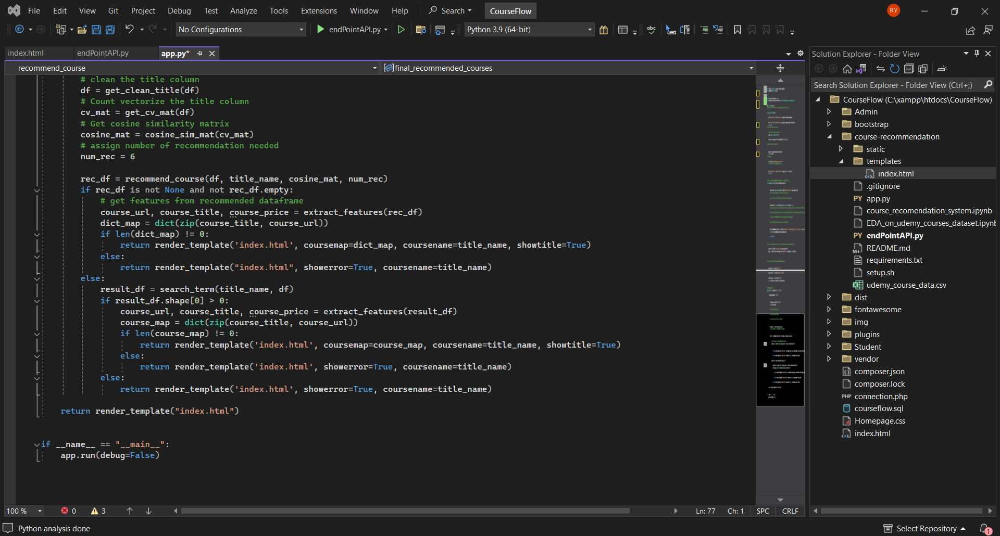 File Edit View Git Project Debug Test Analyze Tools Extensions Window Help Search CourseFlow RY
No Configurations endPointAPI.py Python 3.9 (64-bit) abc
index.html endPointAPI.py app.py*
recommend_course final_recommended_courses
# clean the title column
df = get_clean_title(df)
# Count vectorize the title column
cv_mat = get_cv_mat(df)
# Get cosine similarity matrix
cosine_mat = cosine_sim_mat(cv_mat)
# assign number of recommendation needed
num_rec = 6
rec_df = recommend_course(df, title_name, cosine_mat, num_rec)
if rec_df is not None and not rec_df.empty:
# get features from recommended dataframe
course_url, course_title, course_price = extract_features(rec_df)
dict_map = dict(zip(course_title, course_url))
if len(dict_map) != 0:
return render_template('index.html', coursemap=dict_map, coursename=title_name, showtitle=True)
else:
return render_template("index.html", showerror=True, coursename=title_name)
else:
result_df = search_term(title_name, df)
if result_df.shape[0] > 0:
course_url, course_title, course_price = extract_features(result_df)
course_map = dict(zip(course_title, course_url))
if len(course_map) != 0:
return render_template('index.html', coursemap=course_map, coursename=title_name, showtitle=True)
else:
return render_template('index.html', showerror=True, coursename=title_name)
else:
return render_template('index.html', showerror=True, coursename=title_name)
return render_template("index.html")
if __name__ == "__main__":
app.run(debug=False)
100 % 0 3 Ln: 77 Ch: 1 SPC CRLF
Python analysis done
Solution Explorer - Folder View
Search Solution Explorer - Folder View (Ctrl+;)
CourseFlow (C:\xampp\htdocs\CourseFlow)
Admin
bootstrap
course-recommendation
static
templates
index.html
.gitignore
PY app.py
course_recomendation_system.ipynb
EDA_on_udemy_courses_dataset.ipynb
PY endPointAPI.py
README.md
requirements.txt
setup.sh
udemy_course_data.csv
dist
fontawesome
img
plugins
Student
vendor
composer.json
composer.lock
PHP connection.php
courseflow.sql
Homepage.css
index.html
Select Repository 1